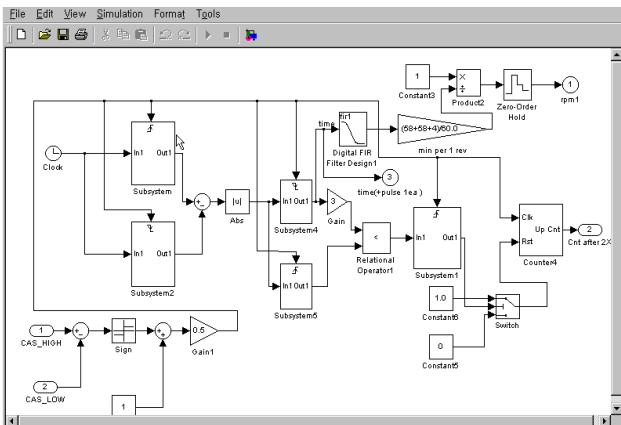 File Edit View Simulation Format Tools
1
Constant3
×
÷
Product2
Zero-Order
Hold
1
rpm1
time
fir1
Digital FIR
Filter Design1
(58+58+4)/60.0
min per 1 rev
3
time(+pulse 1ea )
Clock
In1 Out1
Subsystem
+
-
|u|
Abs
In1 Out1
Subsystem4
3
Gain
<
Relational
Operator1
In1 Out1
Subsystem1
Clk
Up Cnt
Rst
Counter4
2
Cnt after 2X
In1 Out1
Subsystem2
In1 Out1
Subsystem5
1.0
Constant6
Switch
0
Constant5
1
CAS_HIGH
+
-
Sign
+
+
0.5
Gain1
2
CAS_LOW
1